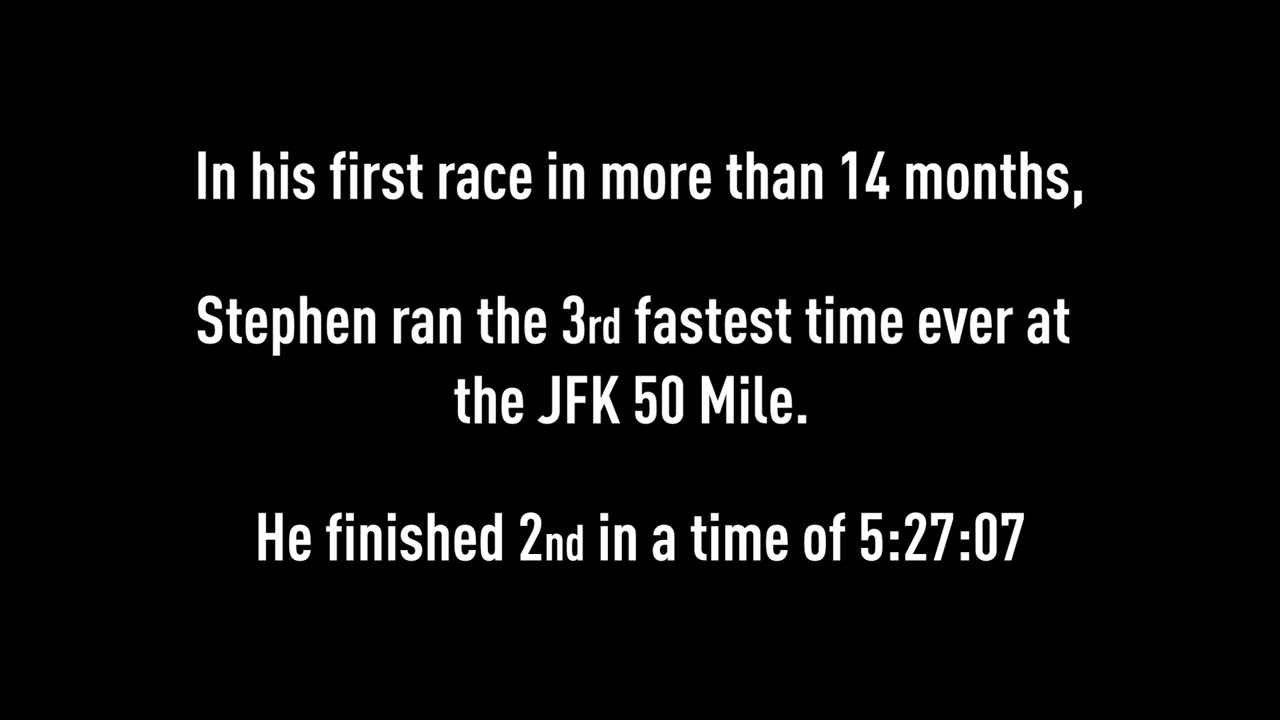 In his first race in more than 14 months,
Stephen ran the 3rd fastest time ever at
the JFK 50 Mile.
He finished 2nd in a time of 5:27:07